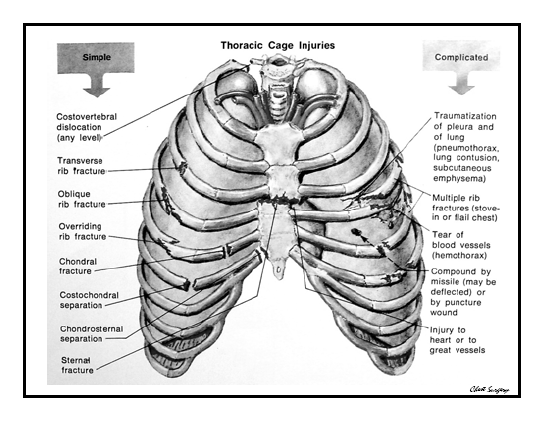 Thoracic Cage Injuries
Simple
Complicated
Costovertebral
dislocation
(any level)
Transverse
rib fracture
Oblique
rib fracture
Overriding
rib fracture
Chondral
fracture
Costochondral
separation
Chondrosternal
separation
Sternal
fracture
Traumatization
of pleura and
of lung
(pneumothorax,
lung contusion,
subcutaneous
emphysema)
Multiple rib
fractures (stove-
in or flail chest)
Tear of
blood vessels
(hemothorax)
Compound by
missile (may be
deflected) or
by puncture
wound
Injury to
heart or to
great vessels
Chest Surgery